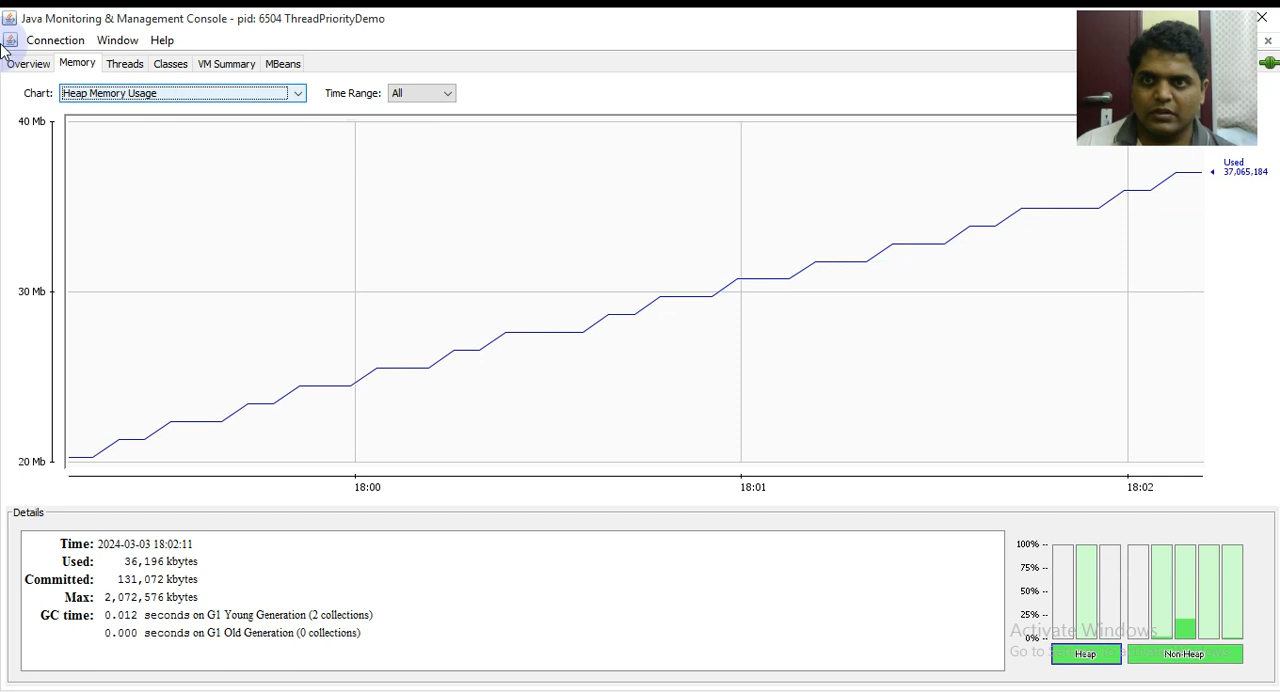 Java Monitoring & Management Console - pid: 6504 ThreadPriorityDemo
Connection Window Help
Overview Memory Threads Classes VM Summary MBeans
Chart: Heap Memory Usage Time Range: All
40 Mb
Used
37,065,184
30 Mb
20 Mb
18:00 18:01 18:02
Details
Time: 2024-03-03 18:02:11
Used: 36,196 kbytes
Committed: 131,072 kbytes
Max: 2,072,576 kbytes
GC time: 0.012 seconds on G1 Young Generation (2 collections)
0.000 seconds on G1 Old Generation (0 collections)
100% --
75% --
50% --
25% --
0% --
Activate Windows
Go to
Heap Non-Heap